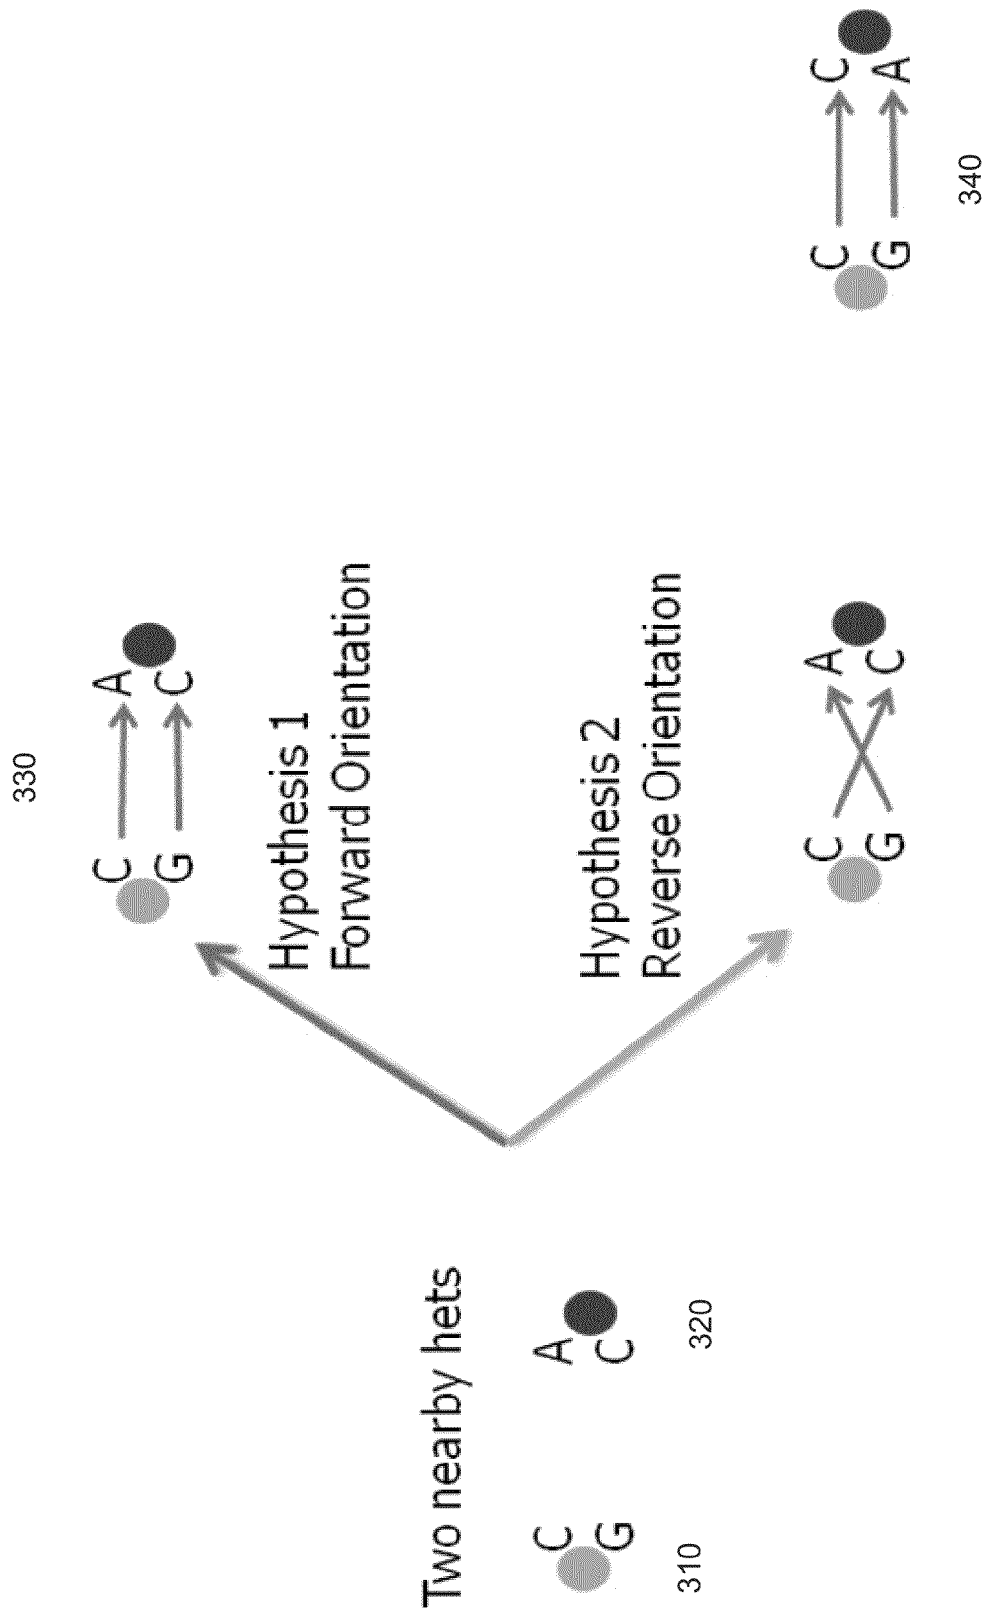 330
C A
G C
Hypothesis 1
Forward Orientation
Two nearby hets
C A
G C
310 320
Hypothesis 2
Reverse Orientation
C A C C
G C G A
340